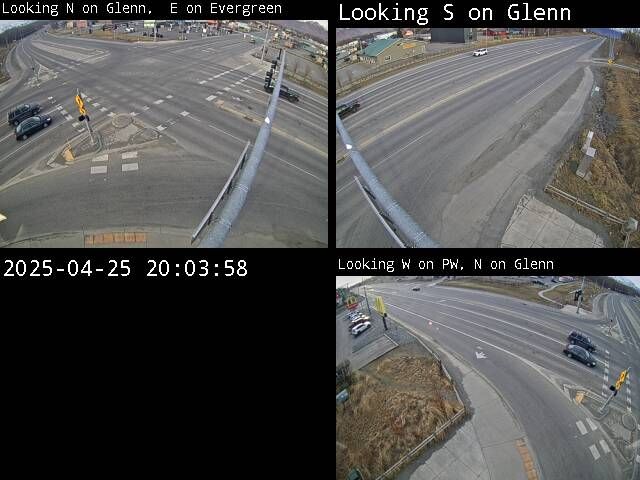 Looking N on Glenn,  E on Evergreen
Looking S on Glenn
2025-04-25 20:03:58
Looking W on PW, N on Glenn